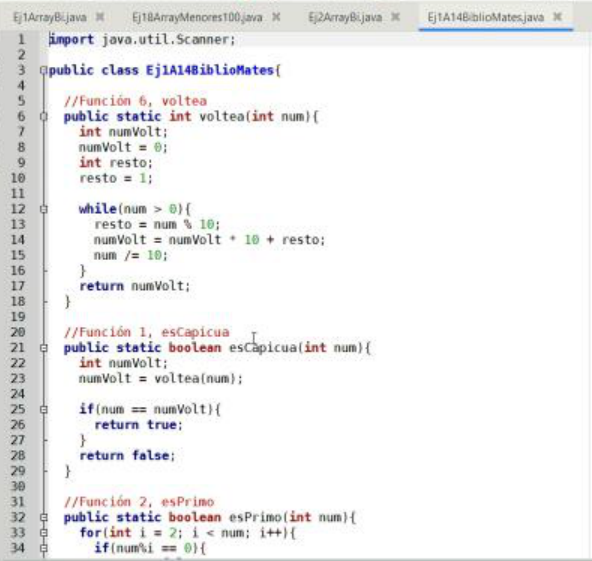 Ej1ArrayBi.java Ej18ArrayMenores100.java Ej2ArrayBi.java Ej1A14BiblioMates.java
1 import java.util.Scanner;
2
3 public class Ej1A14BiblioMates{
4
5 //Función 6, voltea
6 public static int voltea(int num){
7 int numVolt;
8 numVolt = 0;
9 int resto;
10 resto = 1;
11
12 while(num > 0){
13 resto = num % 10;
14 numVolt = numVolt * 10 + resto;
15 num /= 10;
16 }
17 return numVolt;
18 }
19
20 //Función 1, esCapicua
21 public static boolean esCapicua(int num){
22 int numVolt;
23 numVolt = voltea(num);
24
25 if(num == numVolt){
26 return true;
27 }
28 return false;
29 }
30
31 //Función 2, esPrimo
32 public static boolean esPrimo(int num){
33 for(int i = 2; i < num; i++){
34 if(num%i == 0){